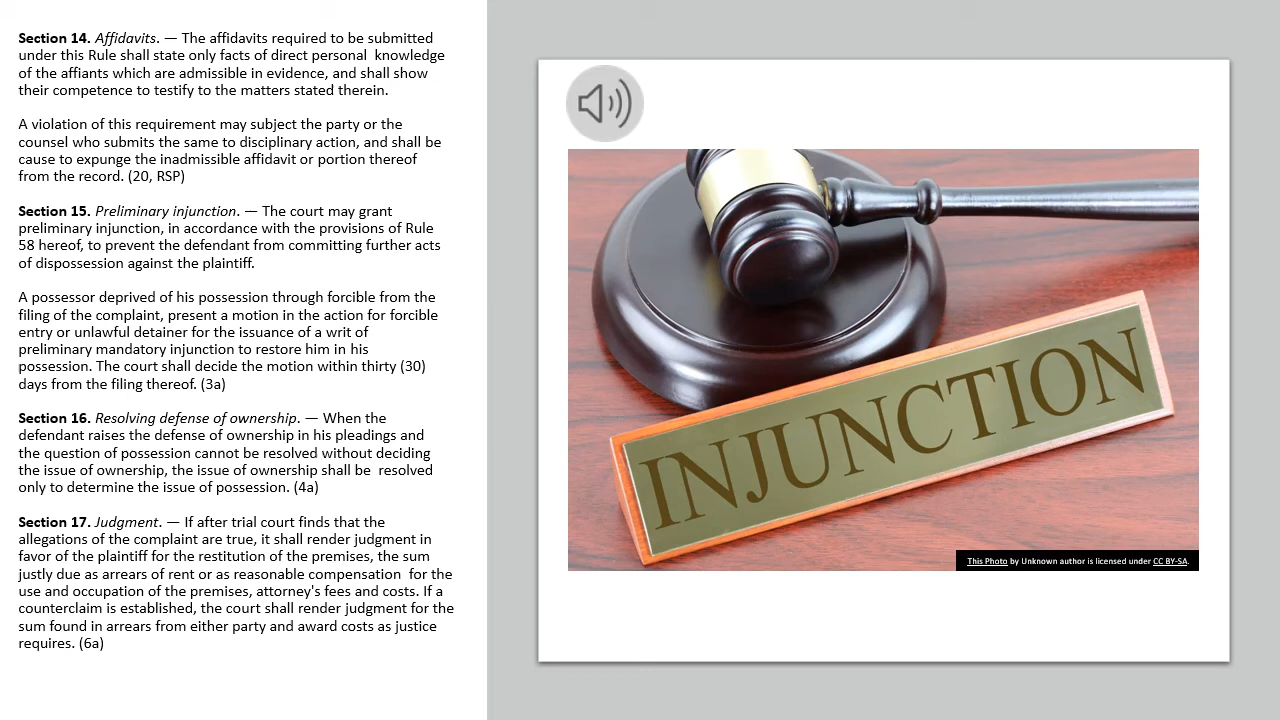 Section 14. Affidavits. — The affidavits required to be submitted
under this Rule shall state only facts of direct personal knowledge
of the affiants which are admissible in evidence, and shall show
their competence to testify to the matters stated therein.
A violation of this requirement may subject the party or the
counsel who submits the same to disciplinary action, and shall be
cause to expunge the inadmissible affidavit or portion thereof
from the record. (20, RSP)
Section 15. Preliminary injunction. — The court may grant
preliminary injunction, in accordance with the provisions of Rule
58 hereof, to prevent the defendant from committing further acts
of dispossession against the plaintiff.
A possessor deprived of his possession through forcible from the
filing of the complaint, present a motion in the action for forcible
entry or unlawful detainer for the issuance of a writ of
preliminary mandatory injunction to restore him in his
possession. The court shall decide the motion within thirty (30)
days from the filing thereof. (3a)
Section 16. Resolving defense of ownership. — When the
defendant raises the defense of ownership in his pleadings and
the question of possession cannot be resolved without deciding
the issue of ownership, the issue of ownership shall be resolved
only to determine the issue of possession. (4a)
Section 17. Judgment. — If after trial court finds that the
allegations of the complaint are true, it shall render judgment in
favor of the plaintiff for the restitution of the premises, the sum
justly due as arrears of rent or as reasonable compensation for the
use and occupation of the premises, attorney's fees and costs. If a
counterclaim is established, the court shall render judgment for the
sum found in arrears from either party and award costs as justice
requires. (6a)
INJUNCTION
This Photo by Unknown author is licensed under CC BY-SA.